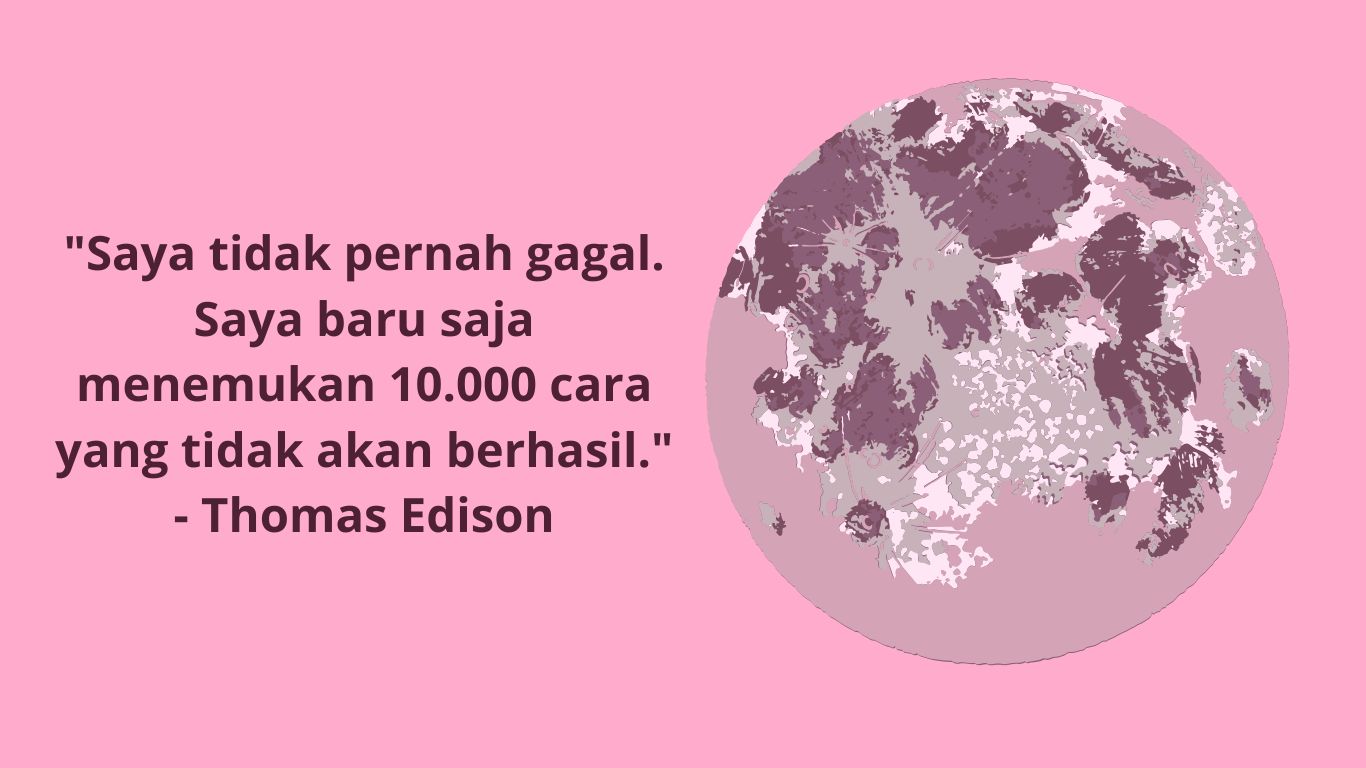 "Saya tidak pernah gagal.
Saya baru saja
menemukan 10.000 cara
yang tidak akan berhasil."
- Thomas Edison